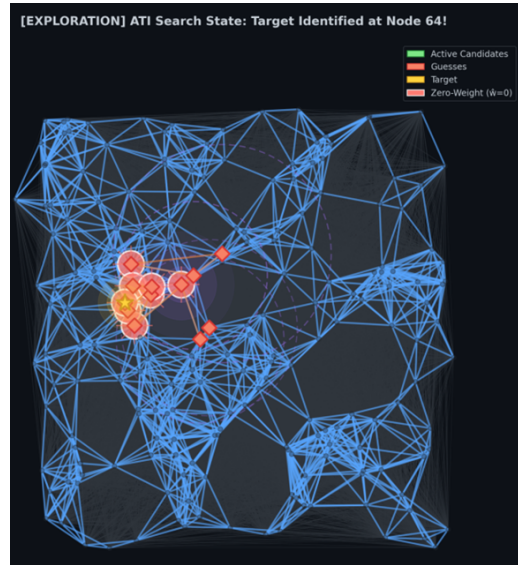 [EXPLORATION] ATI Search State: Target Identified at Node 64!
Active Candidates
Guesses
Target
Zero-Weight (ŵ=0)